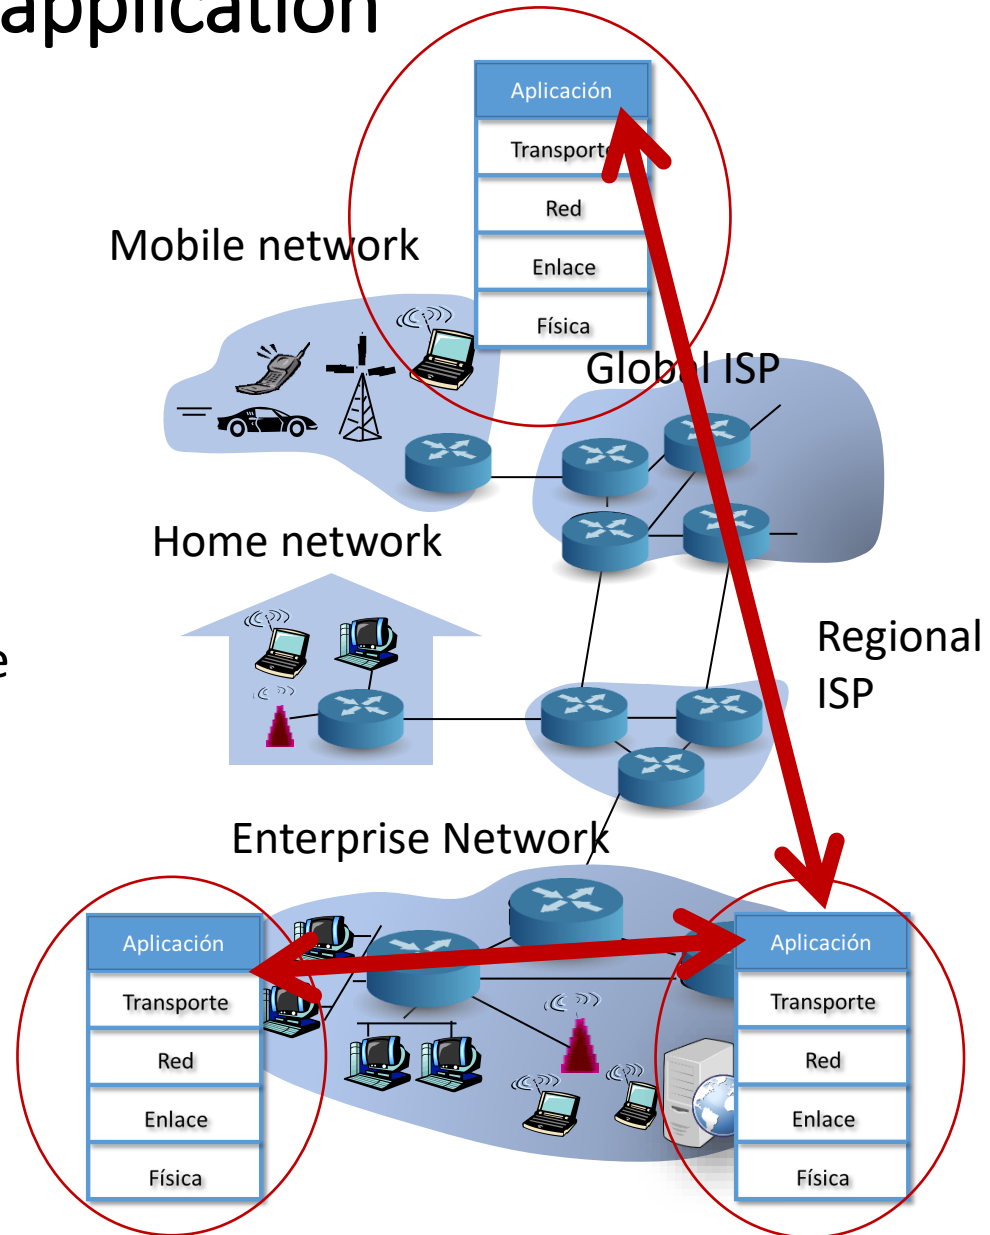 application
Aplicación
Transporte
Red
Enlace
Física
Mobile network
Global ISP
Home network
e
Regional
ISP
Enterprise Network
Aplicación
Transporte
Red
Enlace
Física
Aplicación
Transporte
Red
Enlace
Física